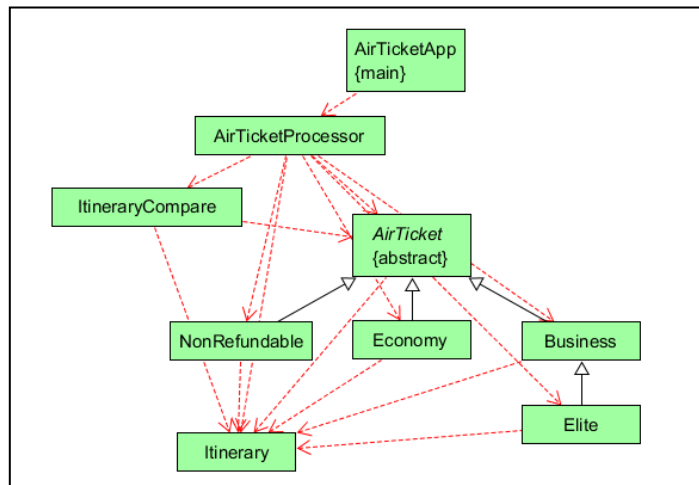 AirTicketApp
{main}
AirTicketProcessor
ItineraryCompare
AirTicket
{abstract}
NonRefundable
Economy
Business
Elite
Itinerary